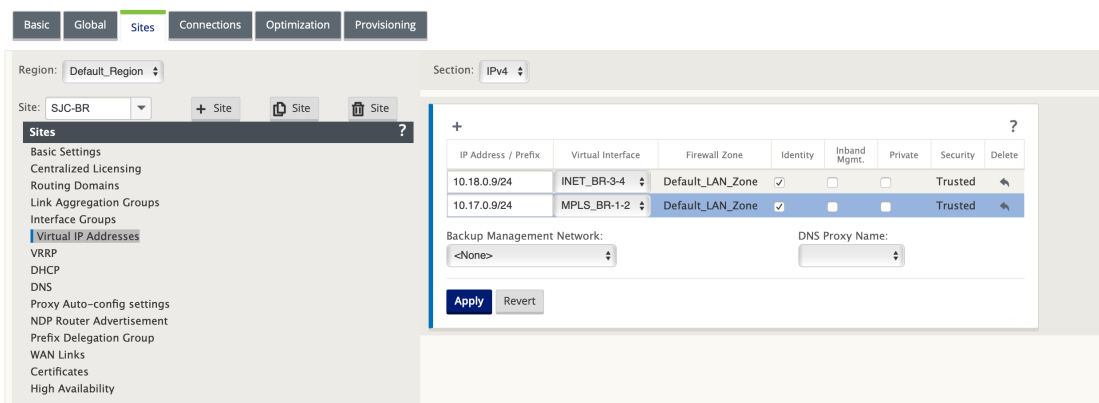 Basic Global Sites Connections Optimization Provisioning
Region: Default_Region
Site: SJC-BR + Site Site Site
Sites ?
Basic Settings
Centralized Licensing
Routing Domains
Link Aggregation Groups
Interface Groups
Virtual IP Addresses
VRRP
DHCP
DNS
Proxy Auto-config settings
NDP Router Advertisement
Prefix Delegation Group
WAN Links
Certificates
High Availability
Section: IPv4
+ ?
IP Address / Prefix Virtual Interface Firewall Zone Identity Inband Mgmt. Private Security Delete
10.18.0.9/24 INET_BR-3-4 Default_LAN_Zone Trusted
10.17.0.9/24 MPLS_BR-1-2 Default_LAN_Zone Trusted
Backup Management Network: DNS Proxy Name:
<None>
Apply Revert